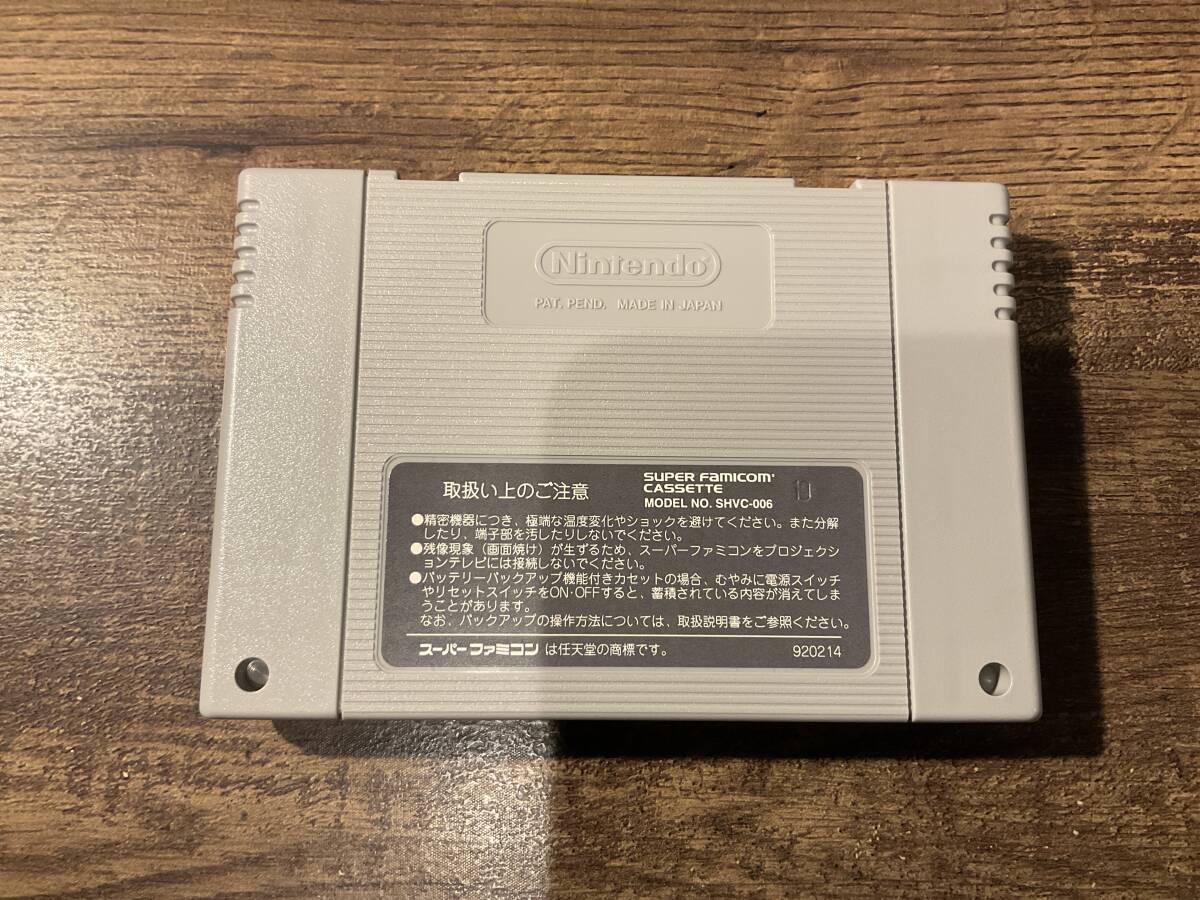 Nintendo
PAT. PEND. MADE IN JAPAN
取扱い上のご注意
SUPER FAMICOM
CASSETTE
MODEL NO. SHVC-006
●精密機器につき、極端な温度変化やショックを避けてください。また分解
したり、端子部を汚したりしないでください。
●残像現象（画面焼け）が生ずるため、スーパーファミコンをプロジェクシ
ョンテレビには接続しないでください。
●バッテリーバックアップ機能付きカセットの場合、むやみに電源スイッチ
やリセットスイッチをON・OFFすると、蓄積されている内容が消えてしま
うことがあります。
なお、バックアップの操作方法については、取扱説明書をご参照ください。
スーパーファミコンは任天堂の商標です。
920214